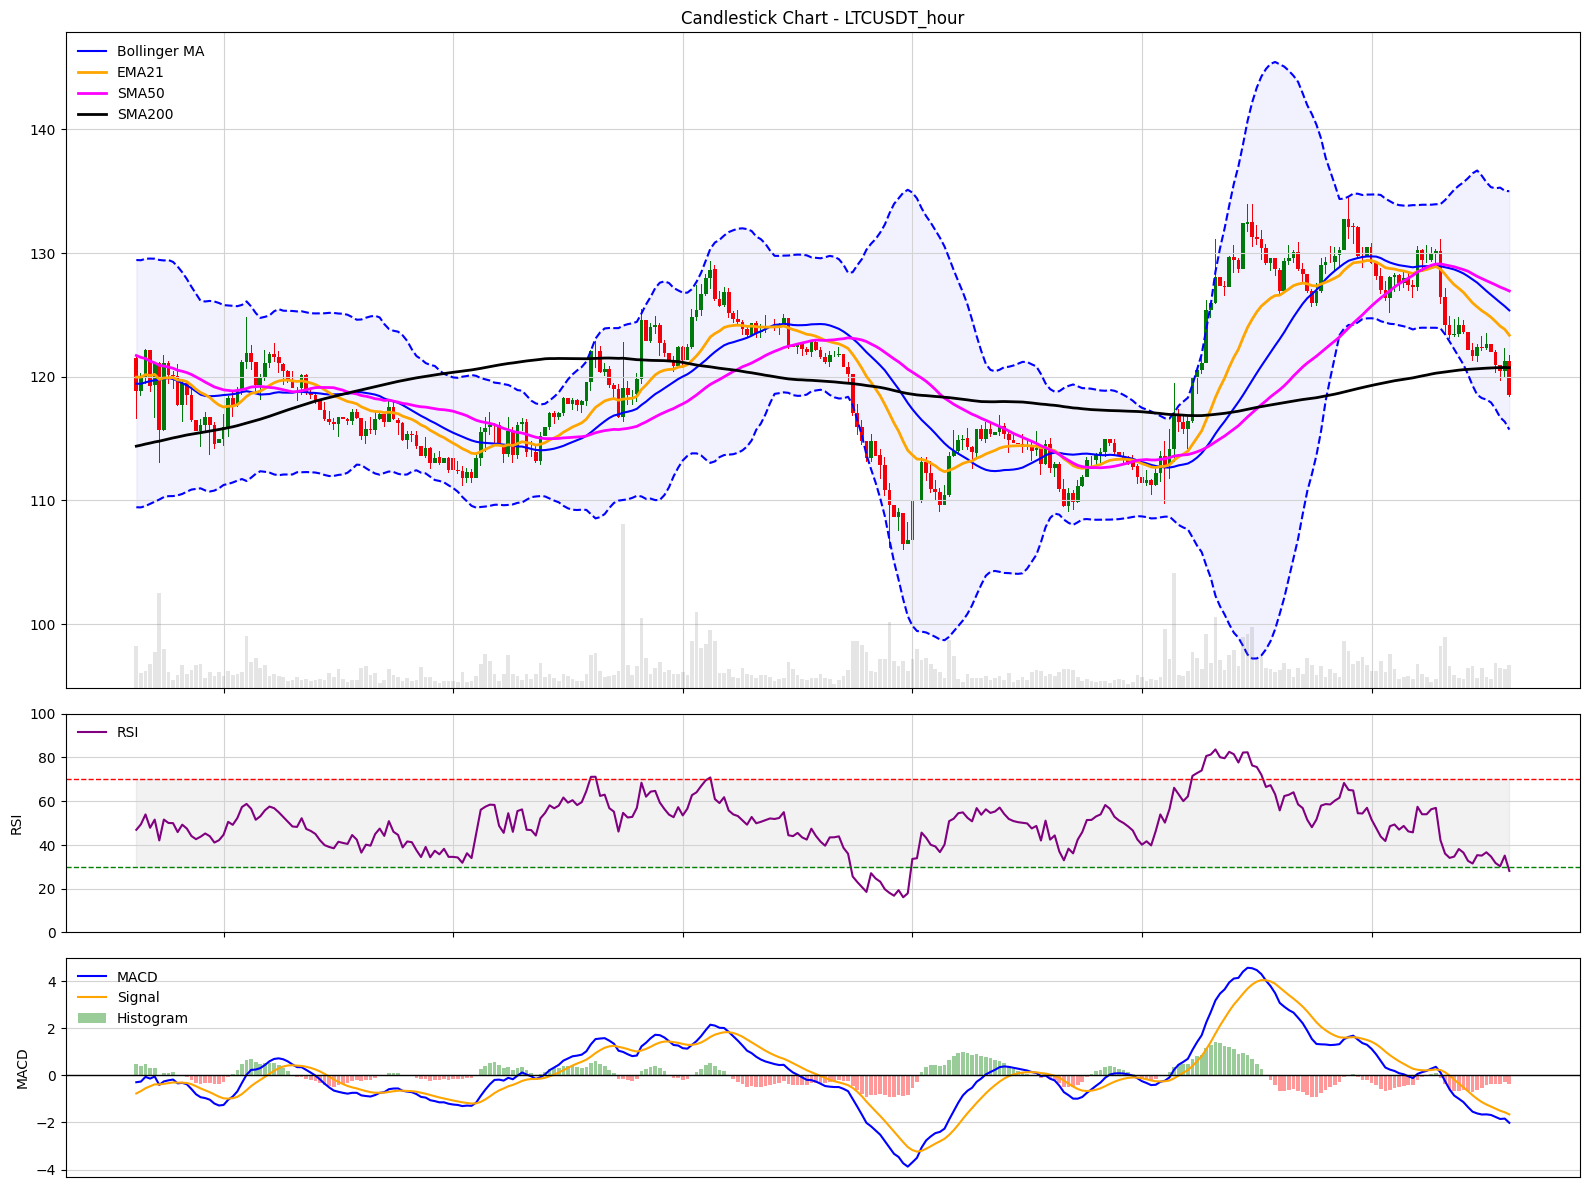 Candlestick Chart - LTCUSDT_hour
Bollinger MA
EMA21
SMA50
SMA200
140
130
120
110
100
RSI
100
80
60
40
20
0
RSI
MACD
Signal
Histogram
4
2
0
−2
−4
MACD